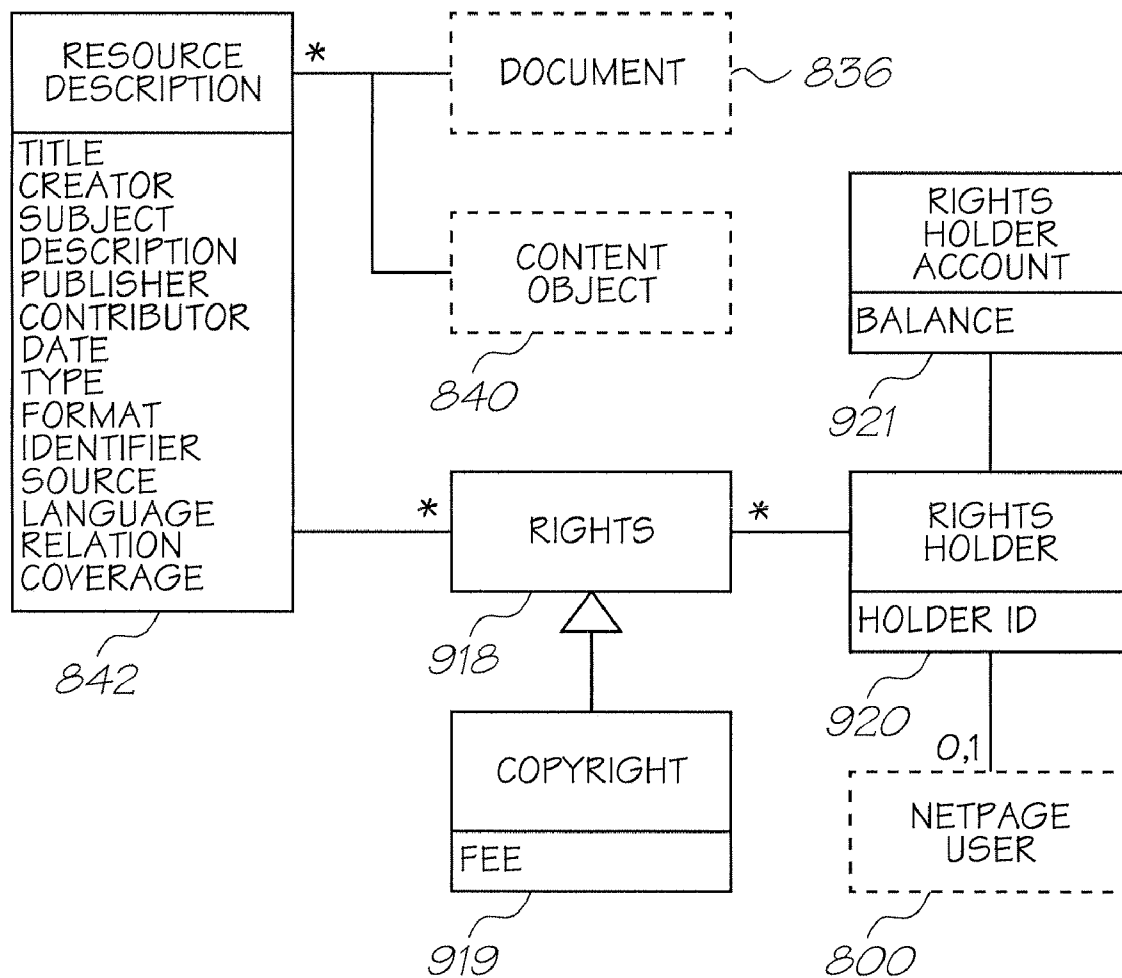 RESOURCE
DESCRIPTION
*
TITLE
CREATOR
SUBJECT
DESCRIPTION
PUBLISHER
CONTRIBUTOR
DATE
TYPE
FORMAT
IDENTIFIER
SOURCE
LANGUAGE
RELATION
COVERAGE
842
DOCUMENT
836
CONTENT
OBJECT
840
RIGHTS
HOLDER
ACCOUNT
BALANCE
921
*
RIGHTS
918
*
RIGHTS
HOLDER
HOLDER ID
920
COPYRIGHT
FEE
919
0,1
NETPAGE
USER
800